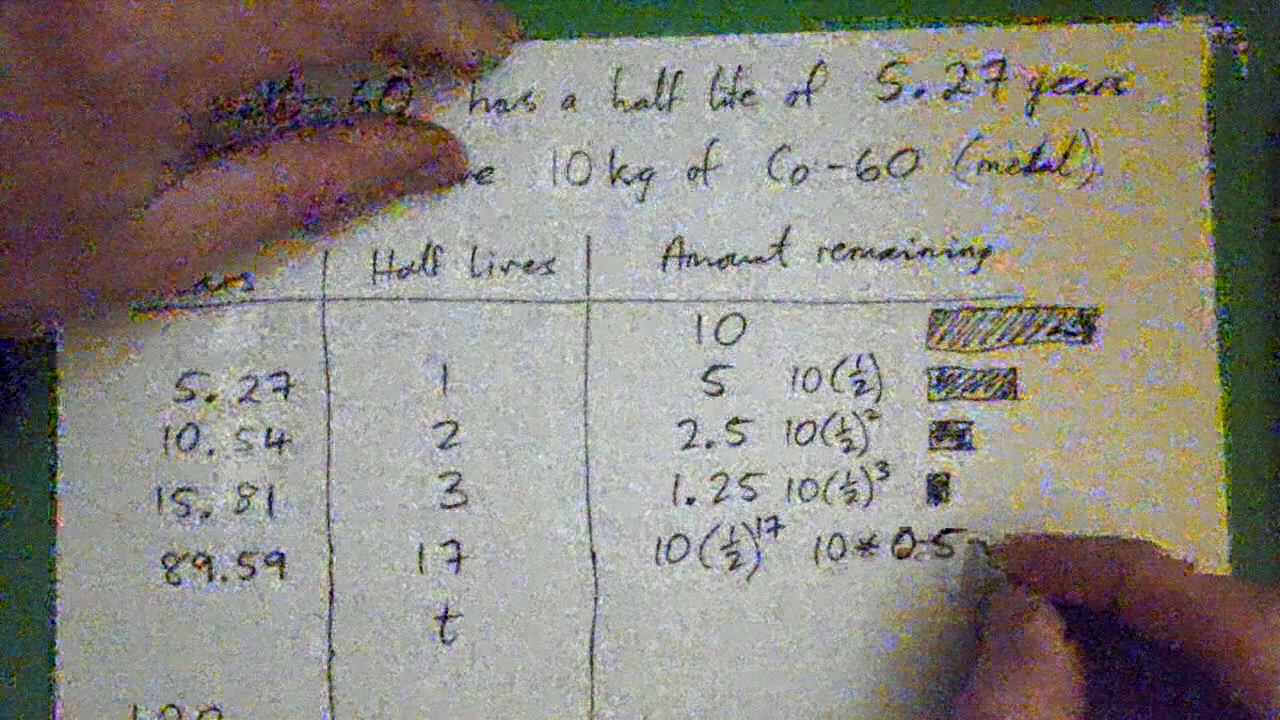 60 has a half life of 5.27 years
10kg of Co-60 (metal)
Half Lives Amount remaining
10
5.27 1 5 10(½)
10.54 2 2.5 10(½)²
15.81 3 1.25 10(½)³
89.59 17 10(½)¹⁷ 10*0.5
t